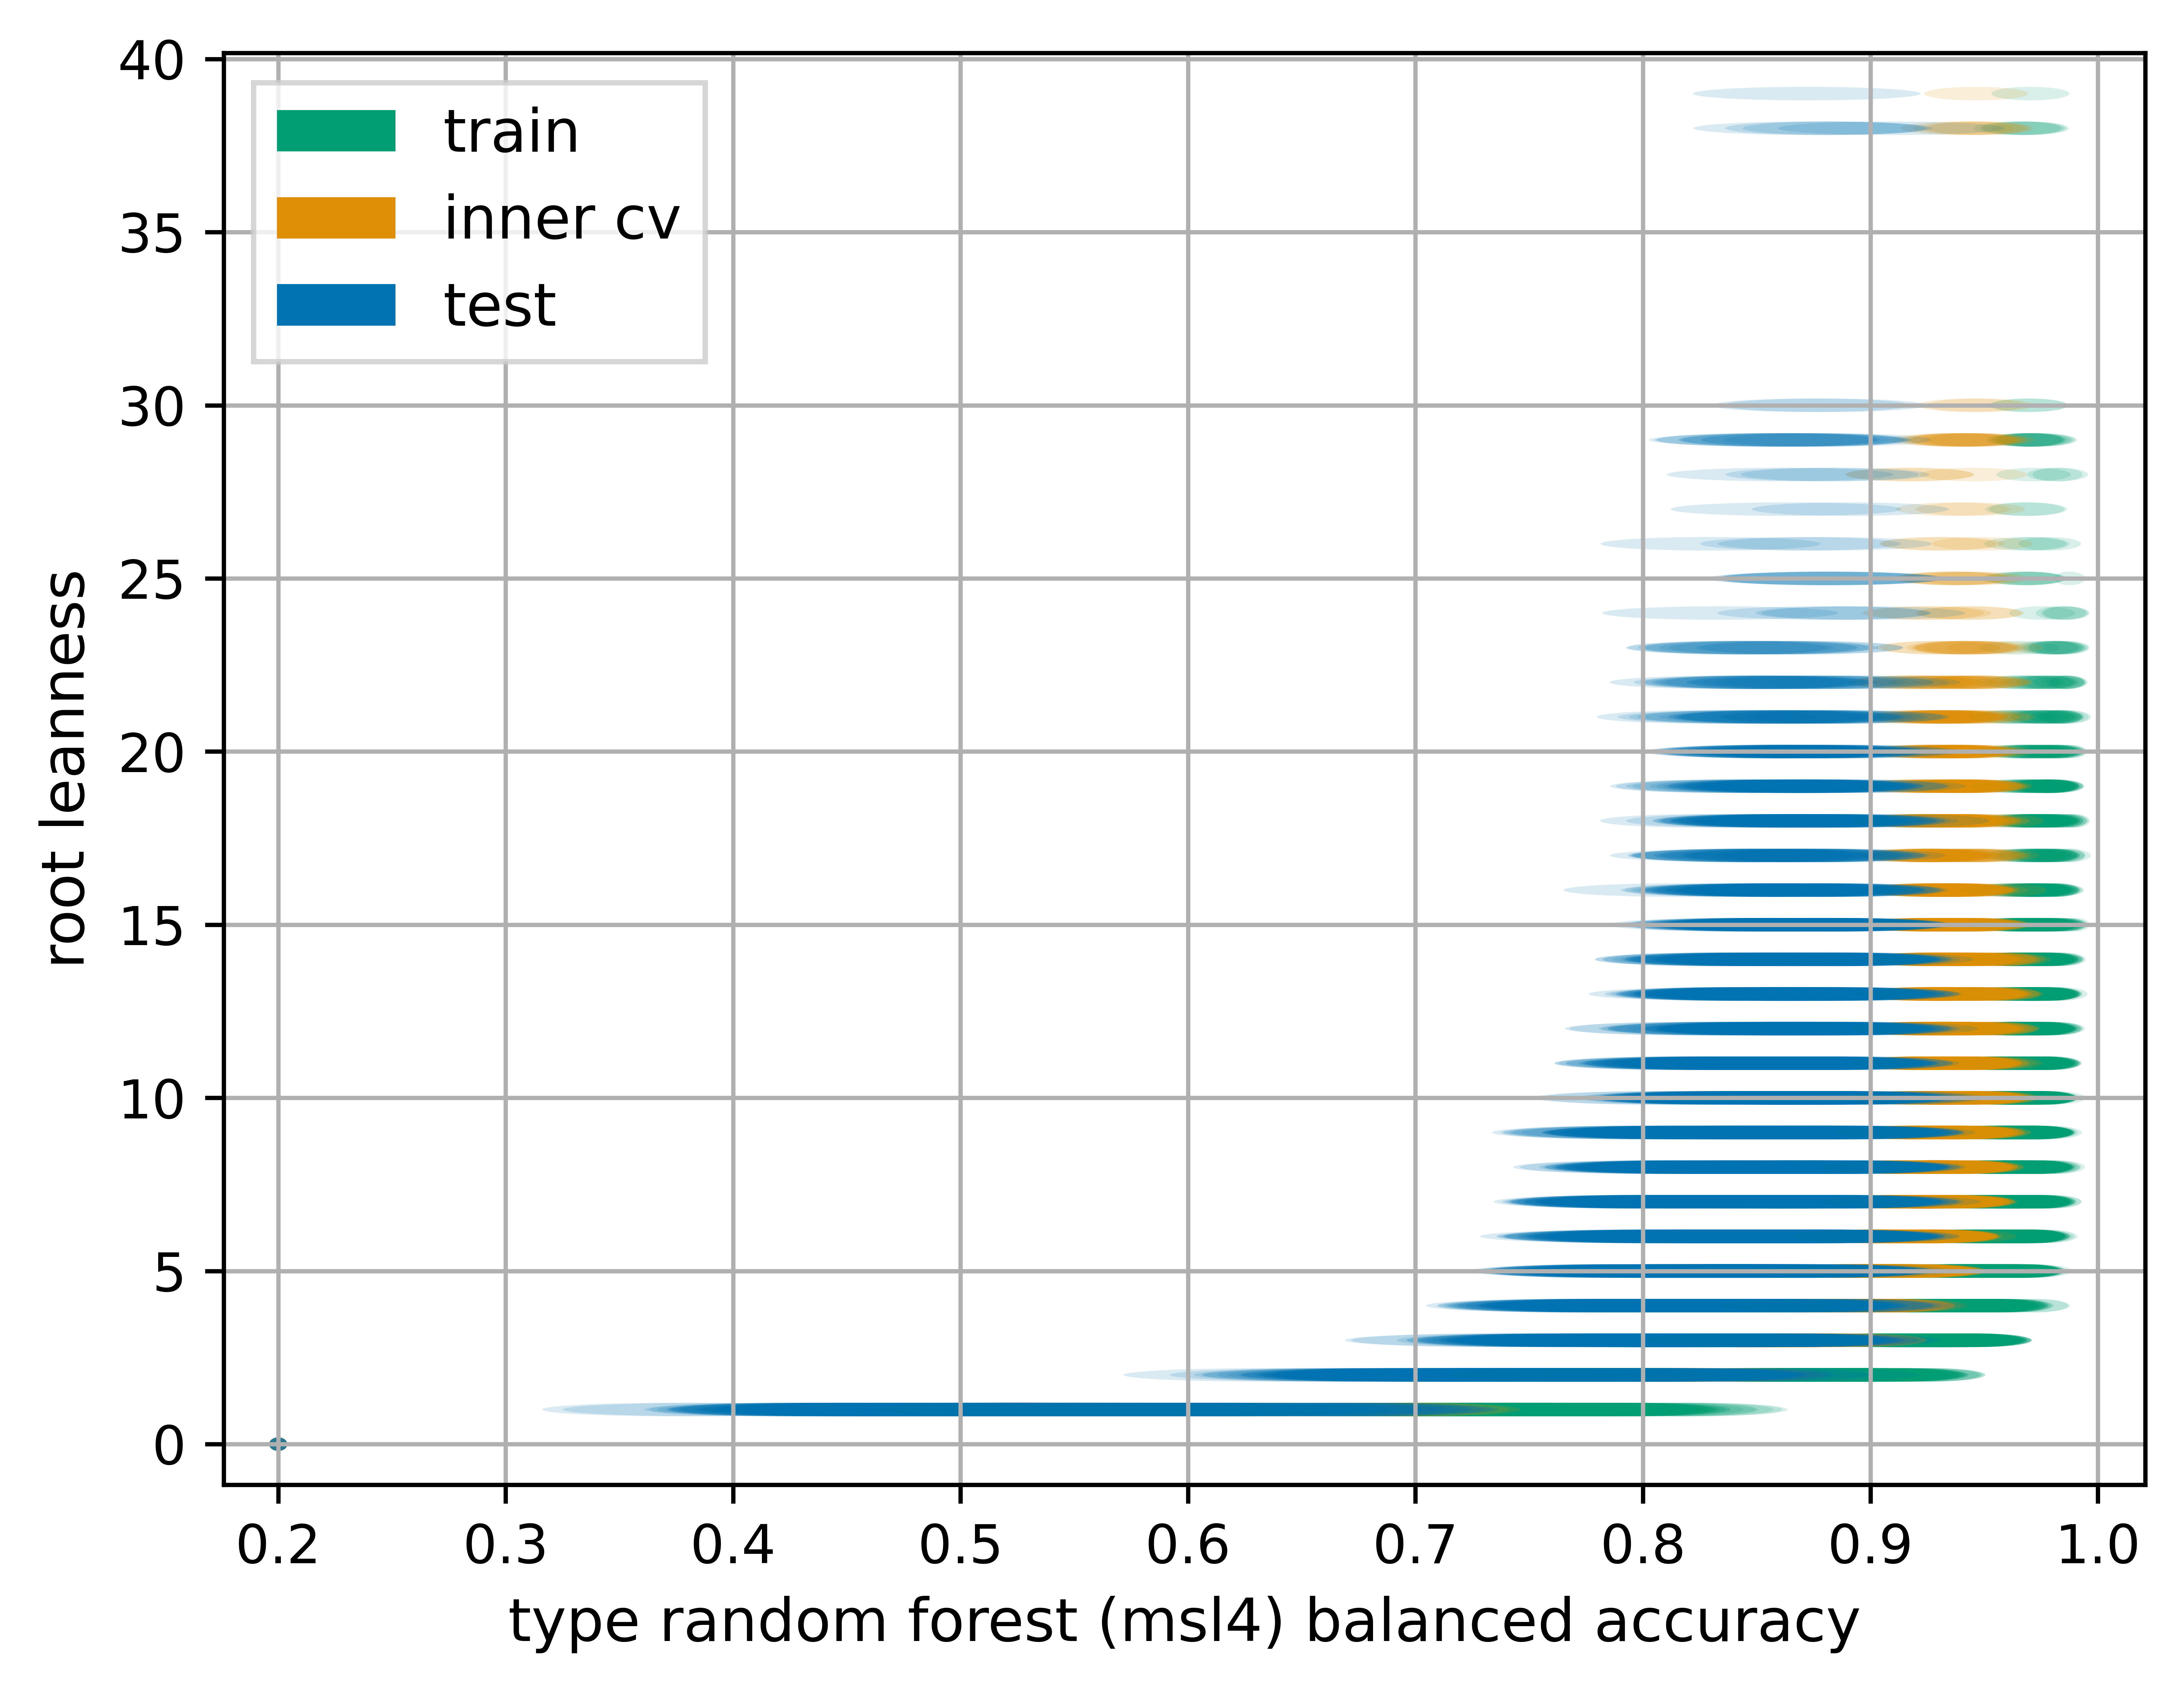 40
35
30
25
20
15
10
5
0
root leanness
train
inner cv
test
0.2 0.3 0.4 0.5 0.6 0.7 0.8 0.9 1.0
type random forest (msl4) balanced accuracy